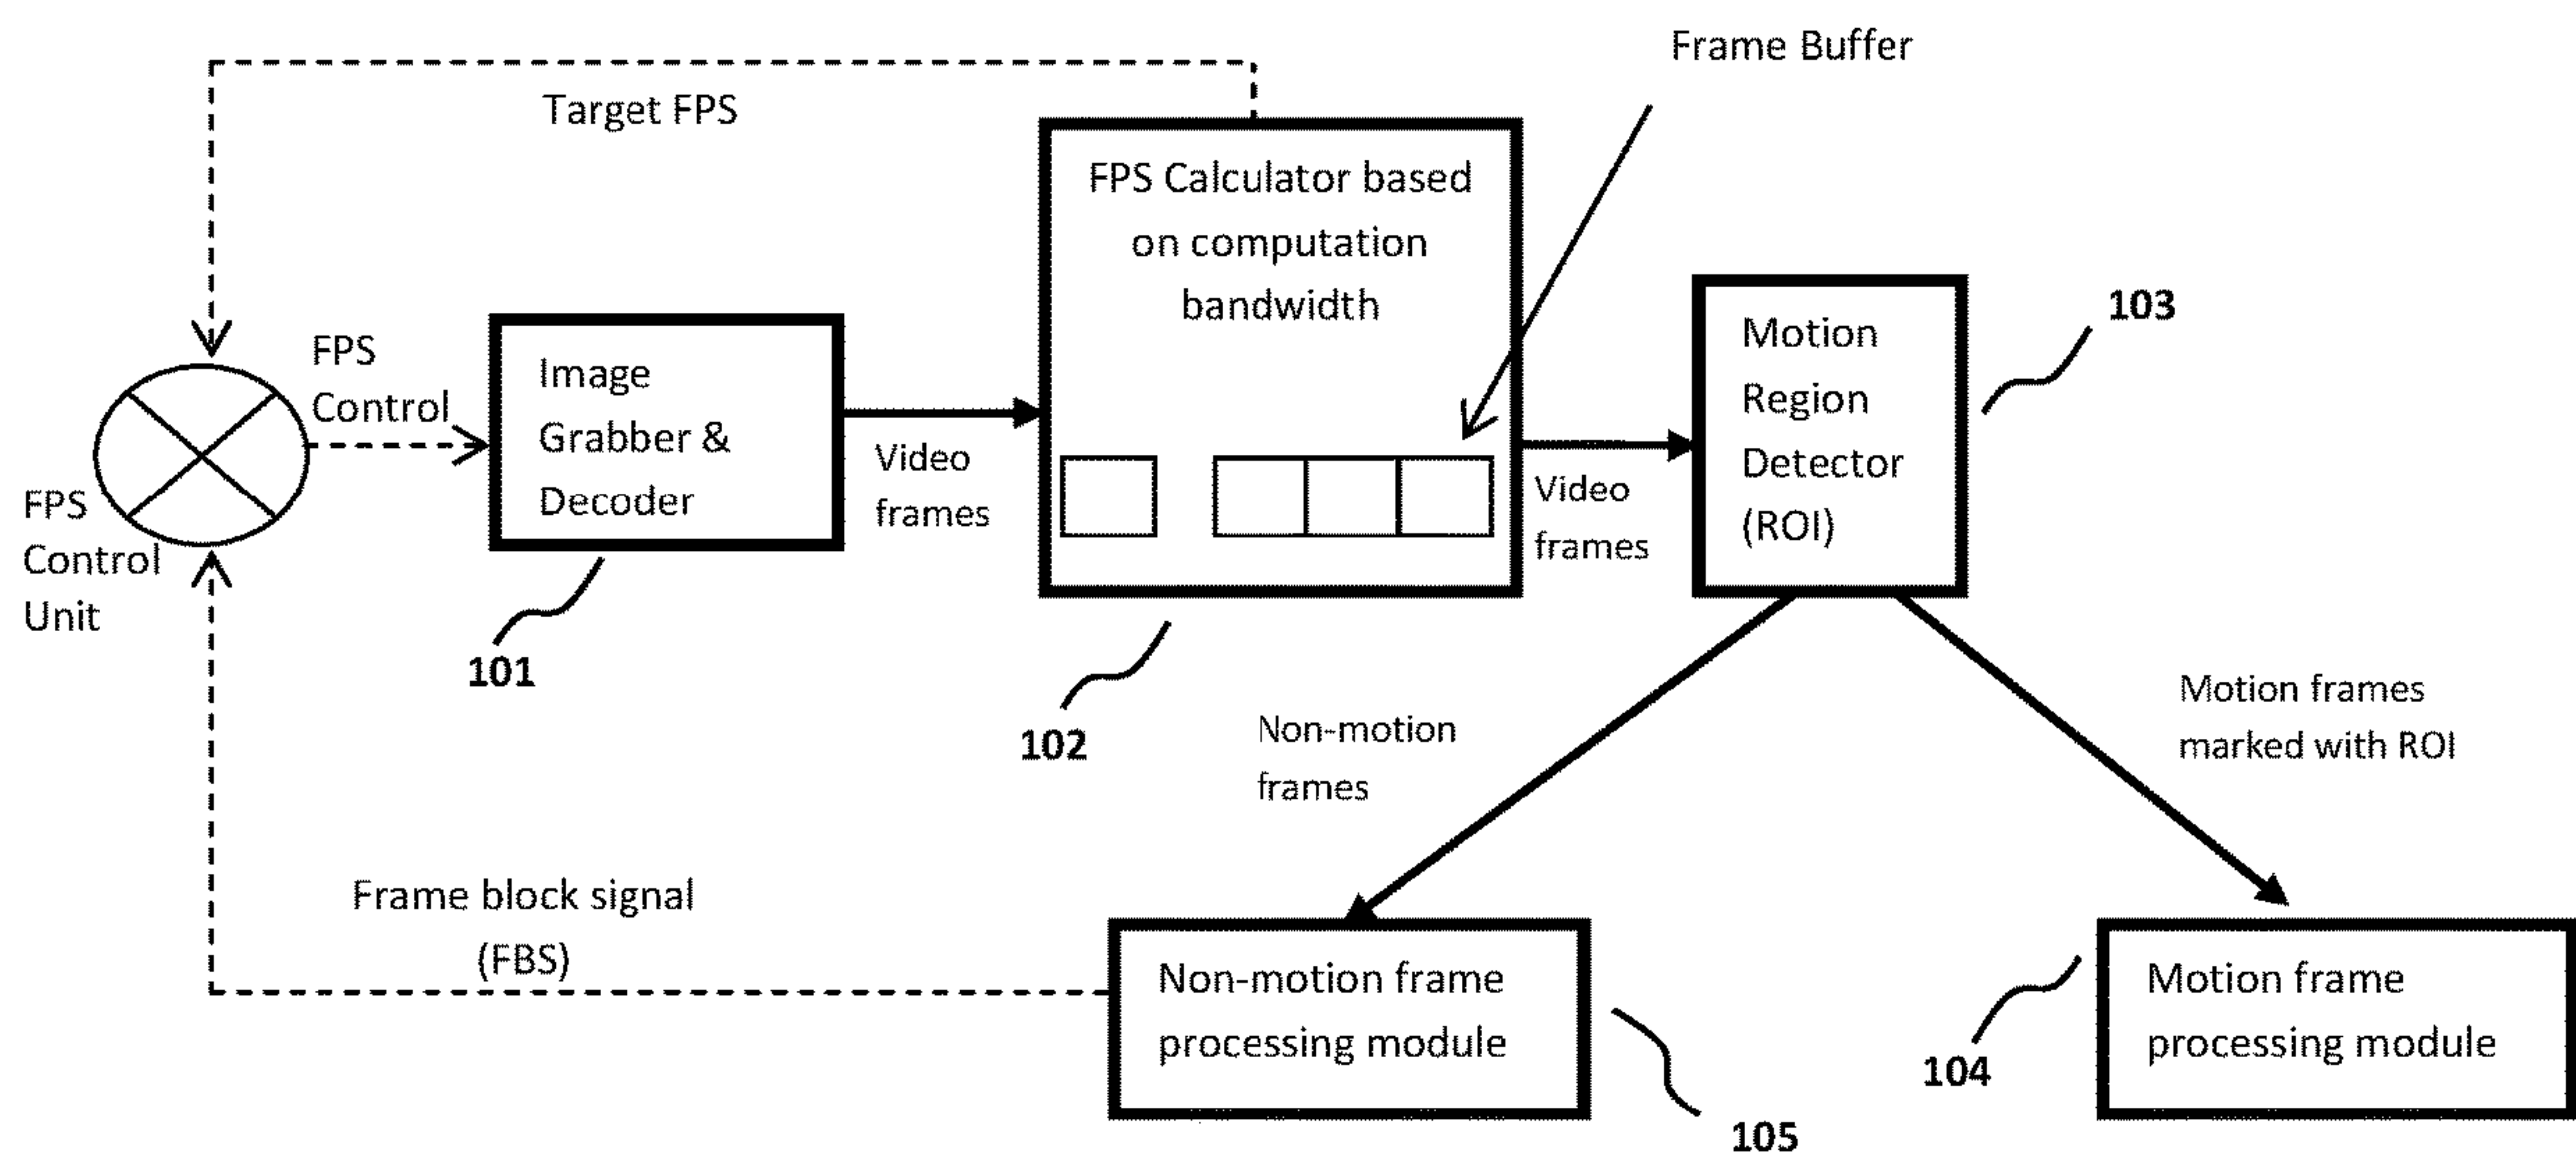 Frame Buffer
Target FPS
FPS Calculator based
on computation
bandwidth
103
Motion
Region
Detector
(ROI)
FPS
Control
Image
Grabber &
Decoder
Video
frames
Video
frames
FPS
Control
Unit
101
102
Non-motion
frames
Motion frames
marked with ROI
Frame block signal
(FBS)
Non-motion frame
processing module
Motion frame
processing module
104
105